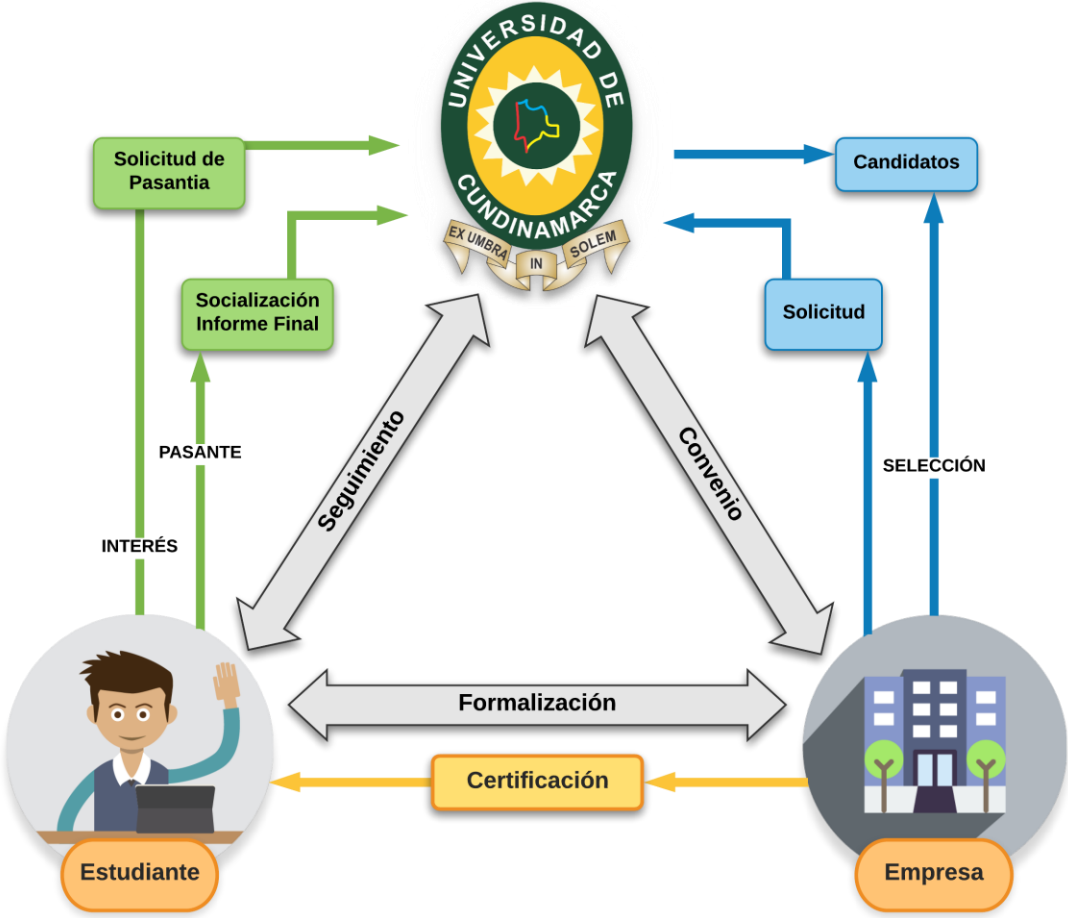 UNIVERSIDAD DE
CUNDINAMARCA
EX UMBRA
IN
SOLEM
Solicitud de
Pasantia
Candidatos
Socialización
Informe Final
Solicitud
PASANTE
INTERÉS
Seguimiento
Convenio
SELECCIÓN
Formalización
Certificación
Estudiante
Empresa